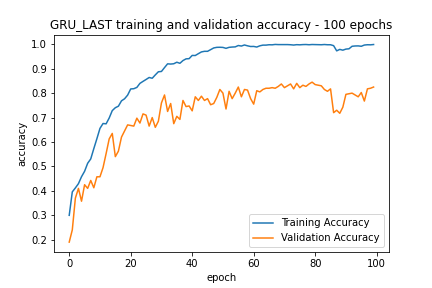 GRU_LAST training and validation accuracy - 100 epochs
accuracy
1.0
0.9
0.8
0.7
0.6
0.5
0.4
0.3
0.2
Training Accuracy
Validation Accuracy
0 20 40 60 80 100
epoch